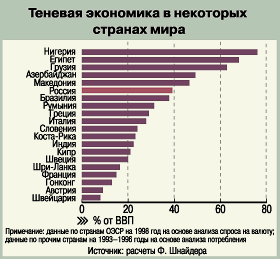 Теневая экономика в некоторых
странах мира
Нигерия
Египет
Грузия
Азербайджан
Македония
Россия
Бразилия
Румыния
Греция
Италия
Словения
Коста-Рика
Индия
Кипр
Швеция
Шри-Ланка
Франция
Гонконг
Австрия
Швейцария
0 20 40 60 80
% от ВВП
Примечание: данные по странам ОЭСР на 1998 год на основе анализа спроса на валюту;
данные по прочим странам на 1993–1996 годы на основе анализа потребления
Источник: расчеты Ф. Шнайдера